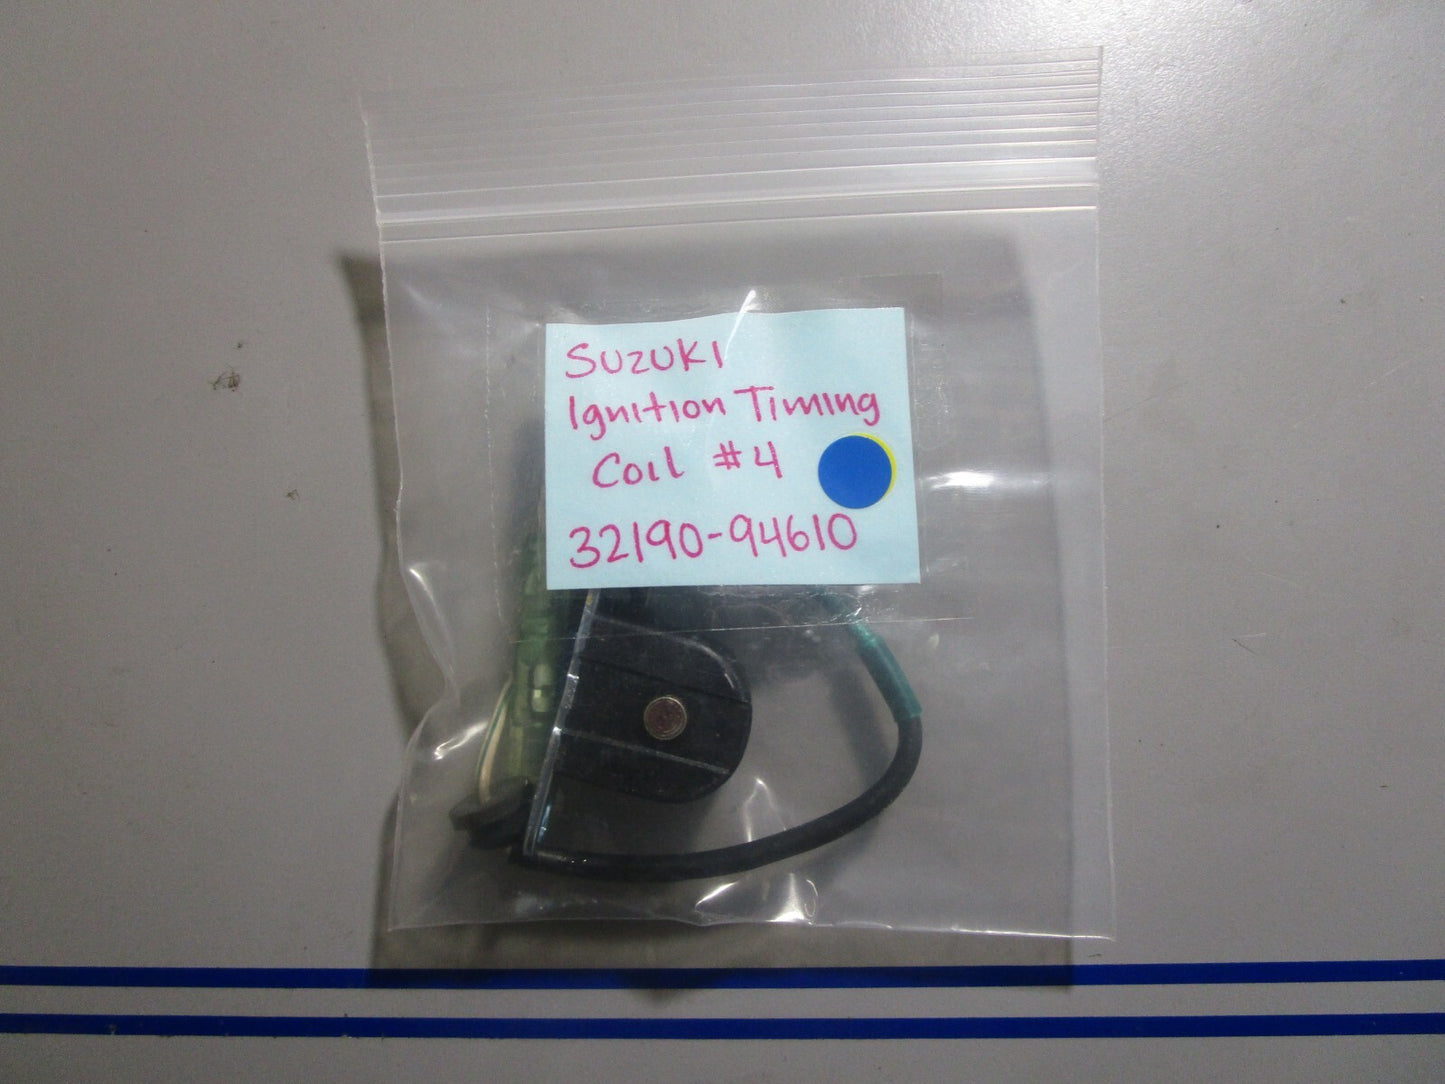 Suzuki
Ignition Timing
Coil #4
32190-94610